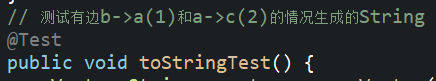 // 测试有边b->a(1)和a->c(2)的情况生成的String
@Test
public void toStringTest() {